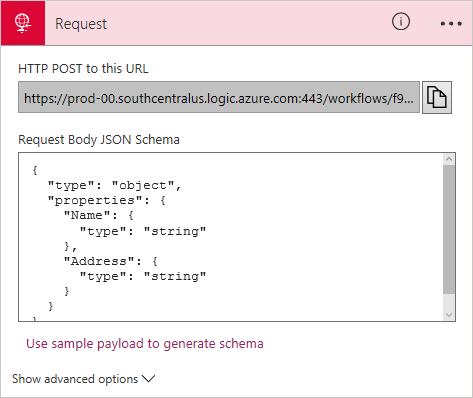 Request
HTTP POST to this URL
https://prod-00.southcentralus.logic.azure.com:443/workflows/f9...
Request Body JSON Schema
{
  "type": "object",
  "properties": {
    "Name": {
      "type": "string"
    },
    "Address": {
      "type": "string"
    }
  }
}
Use sample payload to generate schema
Show advanced options